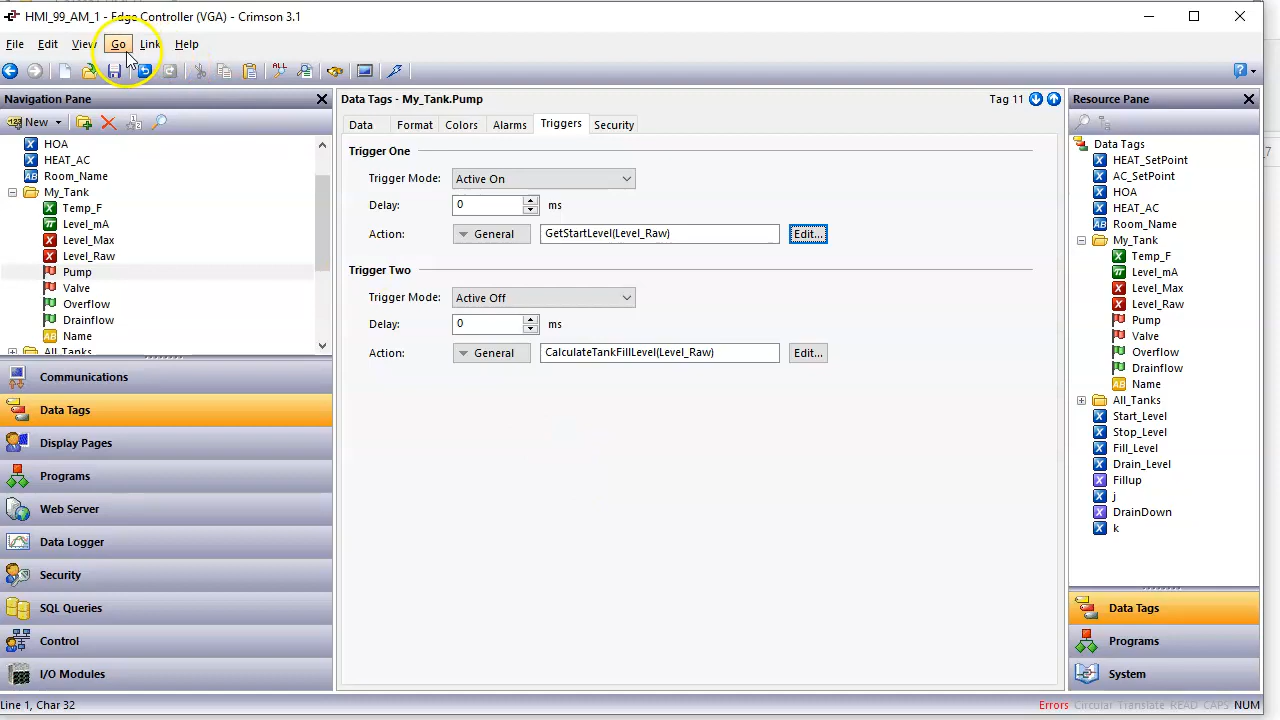 HMI_99_AM_1 - Edge Controller (VGA) - Crimson 3.1
File Edit View Go Link Help
ALL
Navigation Pane
New
HOA
HEAT_AC
Room_Name
My_Tank
Temp_F
Level_mA
Level_Max
Level_Raw
Pump
Valve
Overflow
Drainflow
Name
All_Tanks
Communications
Data Tags
Display Pages
Programs
Web Server
Data Logger
Security
SQL Queries
Control
I/O Modules
Data Tags - My_Tank.Pump
Tag 11
Data Format Colors Alarms Triggers Security
Trigger One
Trigger Mode: Active On
Delay: 0 ms
Action: General GetStartLevel(Level_Raw) Edit...
Trigger Two
Trigger Mode: Active Off
Delay: 0 ms
Action: General CalculateTankFillLevel(Level_Raw) Edit...
Resource Pane
Data Tags
HEAT_SetPoint
AC_SetPoint
HOA
HEAT_AC
Room_Name
My_Tank
Temp_F
Level_mA
Level_Max
Level_Raw
Pump
Valve
Overflow
Drainflow
Name
All_Tanks
Start_Level
Stop_Level
Fill_Level
Drain_Level
Fillup
j
DrainDown
k
Data Tags
Programs
System
Line 1, Char 32
Errors Circular Translate READ CAPS NUM